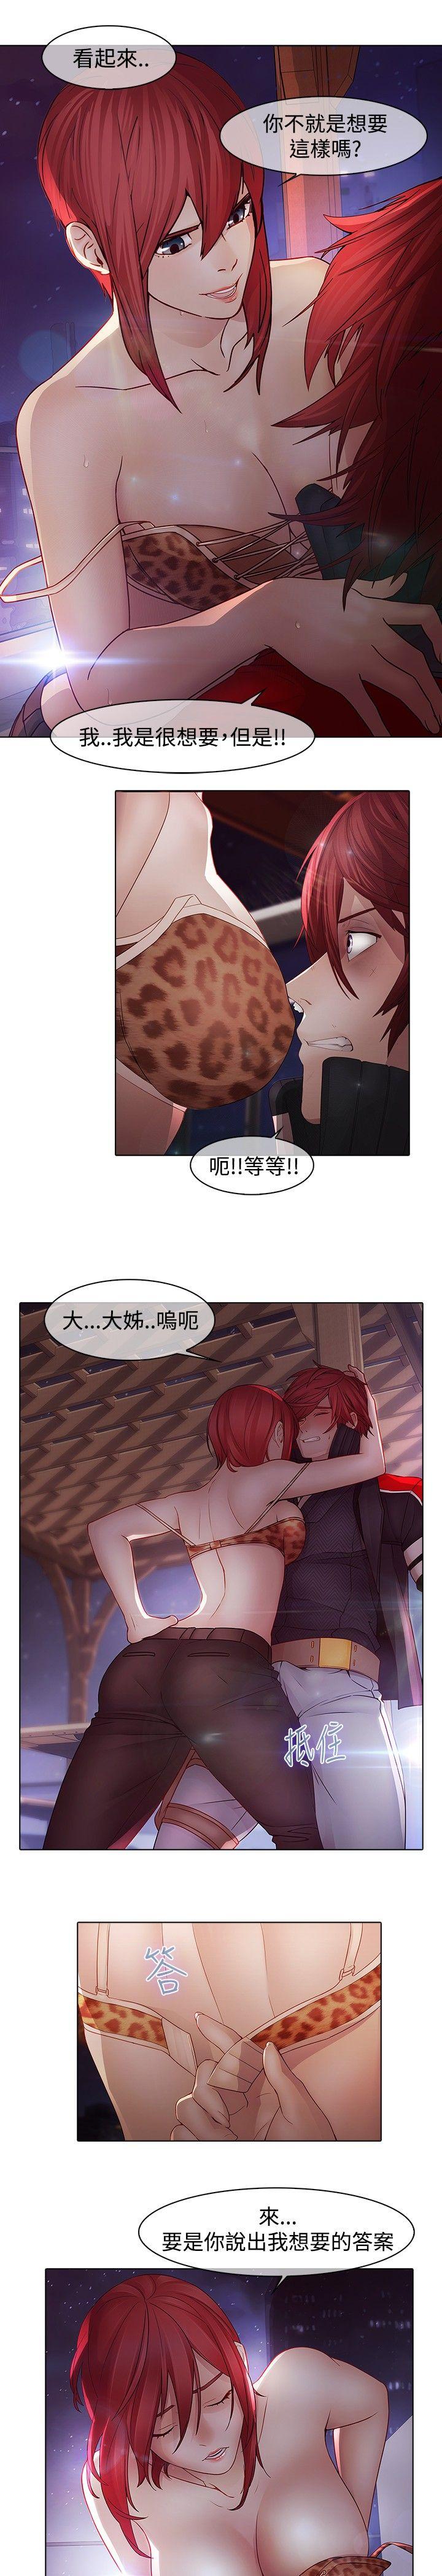 看起來..
你不就是想要
這樣嗎?
我..我是很想要,但是!!
呃!!等等!!
大...大姊..嗚呃
抵住
答
來...
要是你說出我想要的答案